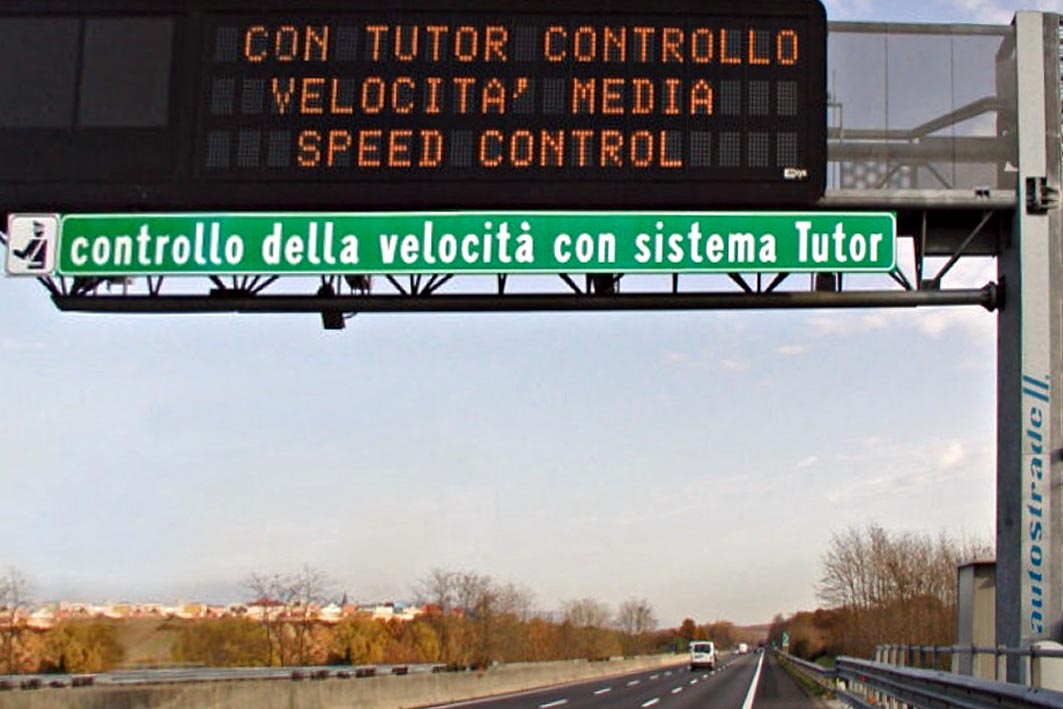 CON TUTOR CONTROLLO
VELOCITA' MEDIA
SPEED CONTROL
controllo della velocità con sistema Tutor
autostrade